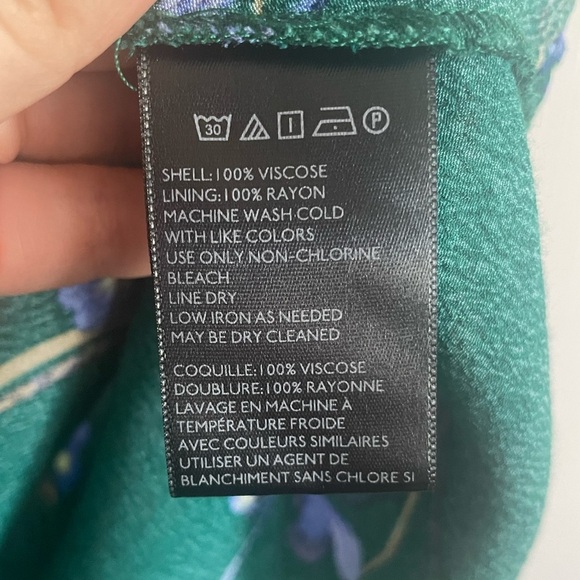 30 P
SHELL:100% VISCOSE
LINING:100% RAYON
MACHINE WASH COLD
WITH LIKE COLORS
USE ONLY NON-CHLORINE
BLEACH
LINE DRY
LOW IRON AS NEEDED
MAY BE DRY CLEANED
COQUILLE:100% VISCOSE
DOUBLURE:100% RAYONNE
LAVAGE EN MACHINE À
TEMPÉRATURE FROIDE
AVEC COULEURS SIMILAIRES
UTILISER UN AGENT DE
BLANCHIMENT SANS CHLORE SI